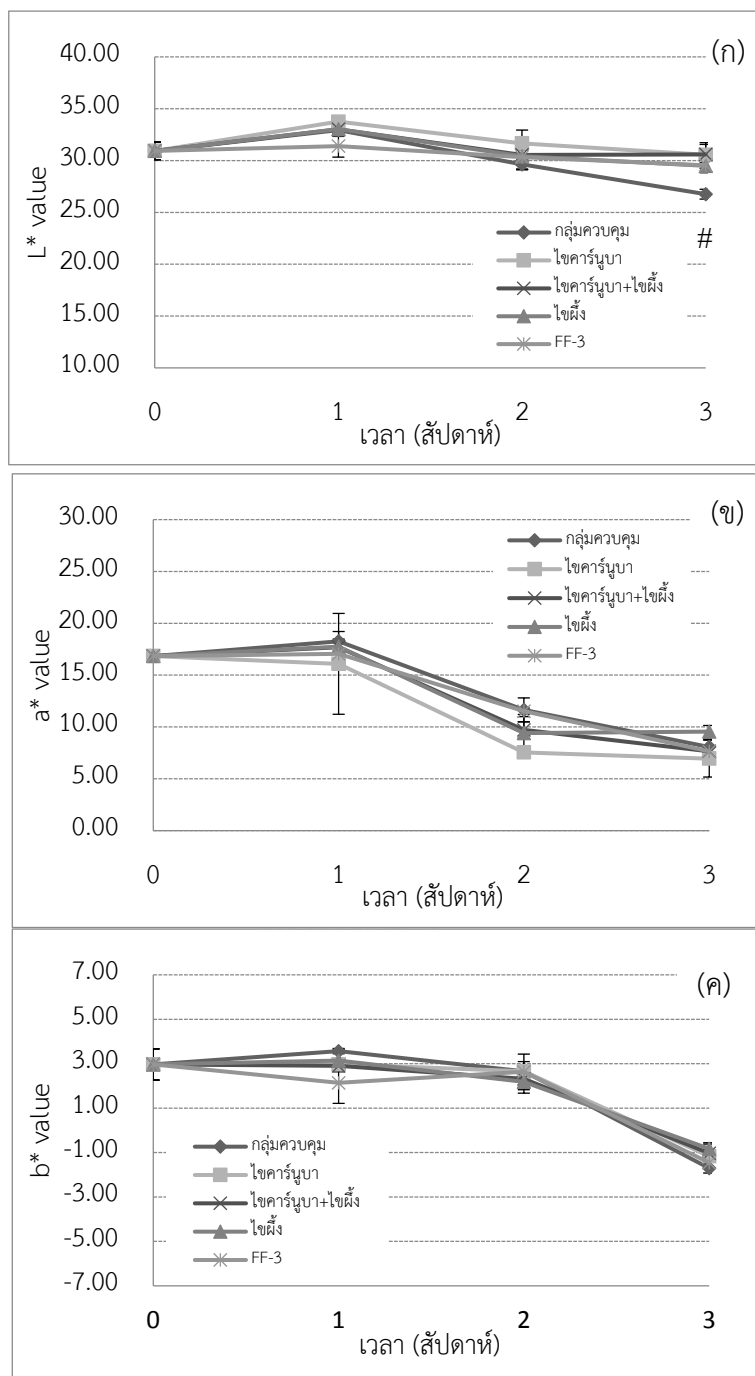 (ก)
40.00
35.00
30.00
25.00
20.00
15.00
10.00
L* value
#
กลุ่มควบคุม
ไขคาร์นูบา
ไขคาร์นูบา+ไขผึ้ง
ไขผึ้ง
FF-3
0 1 2 3
เวลา (สัปดาห์)
(ข)
30.00
25.00
20.00
15.00
10.00
5.00
0.00
a* value
กลุ่มควบคุม
ไขคาร์นูบา
ไขคาร์นูบา+ไขผึ้ง
ไขผึ้ง
FF-3
0 1 2 3
เวลา (สัปดาห์)
(ค)
7.00
5.00
3.00
1.00
-1.00
-3.00
-5.00
-7.00
b* value
กลุ่มควบคุม
ไขคาร์นูบา
ไขคาร์นูบา+ไขผึ้ง
ไขผึ้ง
FF-3
0 1 2 3
เวลา (สัปดาห์)